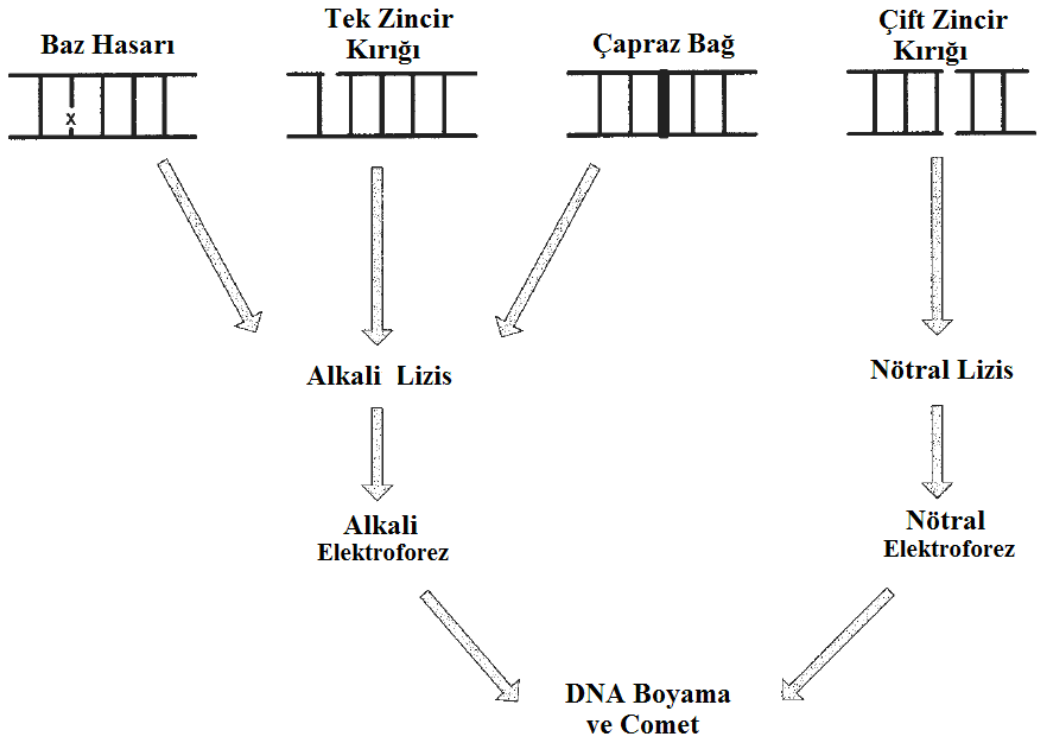 Baz Hasarı
Tek Zincir
Kırığı
Çapraz Bağ
Çift Zincir
Kırığı
x
Alkali Lizis
Nötral Lizis
Alkali
Elektroforez
Nötral
Elektroforez
DNA Boyama
ve Comet